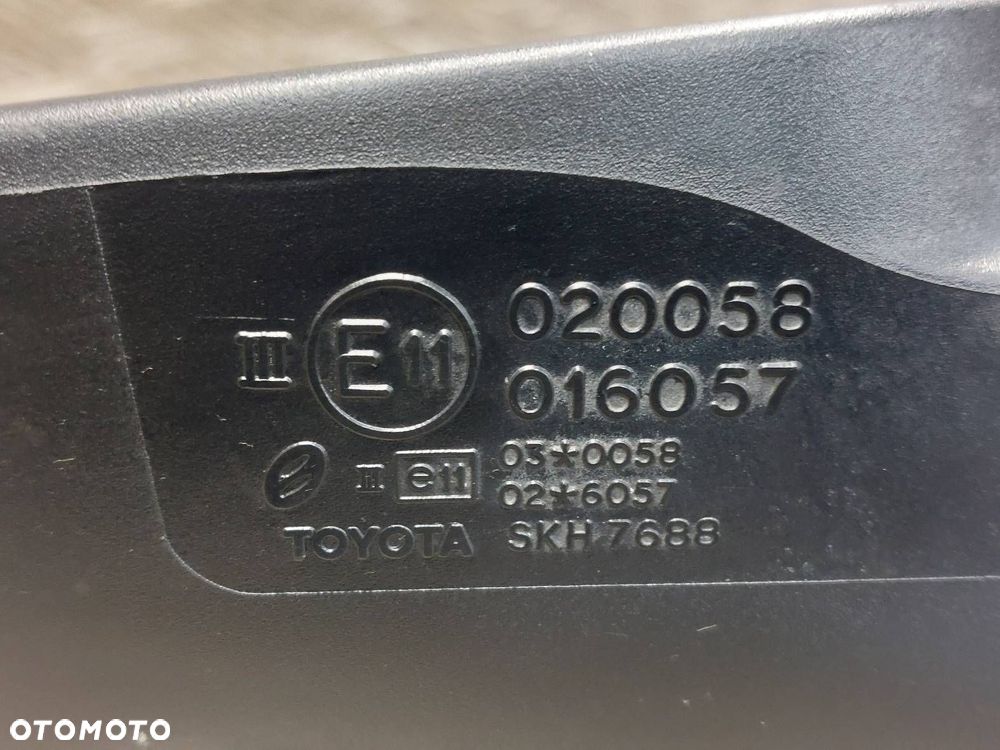 III E11 020058
016057
II e11 03*0058
02*6057
TOYOTA SKH 7688
OTOMOTO